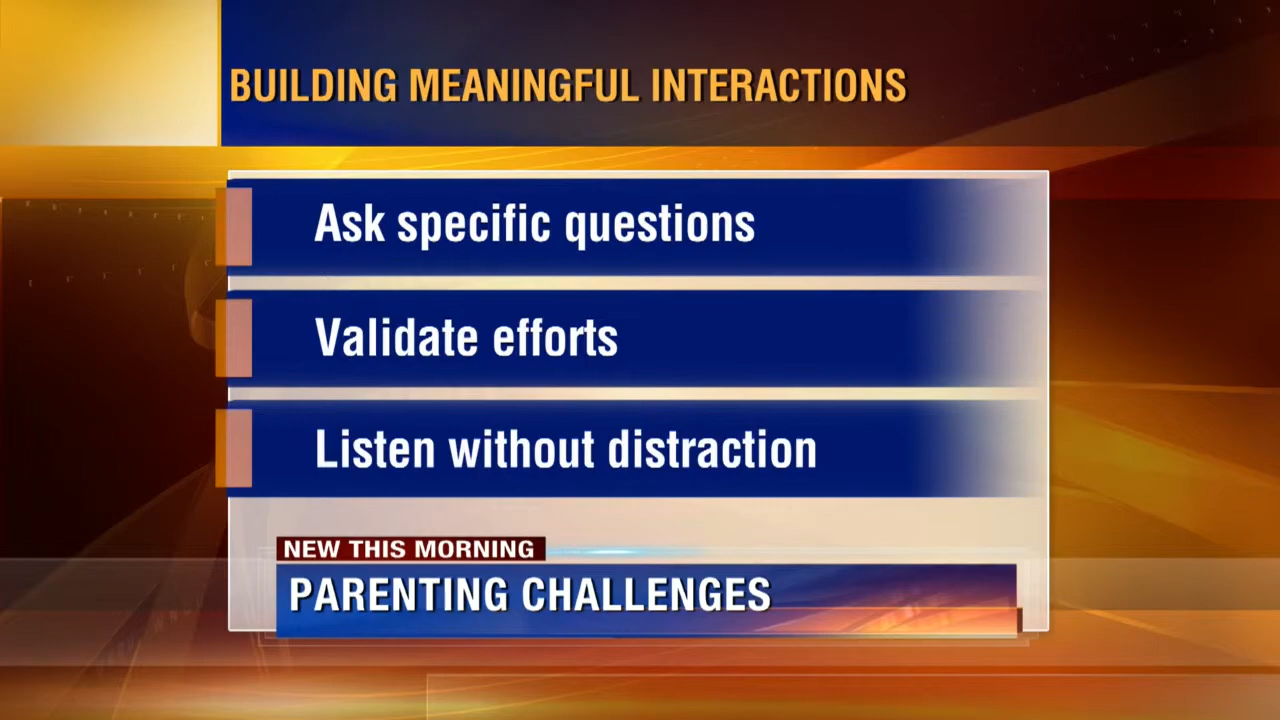 BUILDING MEANINGFUL INTERACTIONS
Ask specific questions
Validate efforts
Listen without distraction
NEW THIS MORNING
PARENTING CHALLENGES